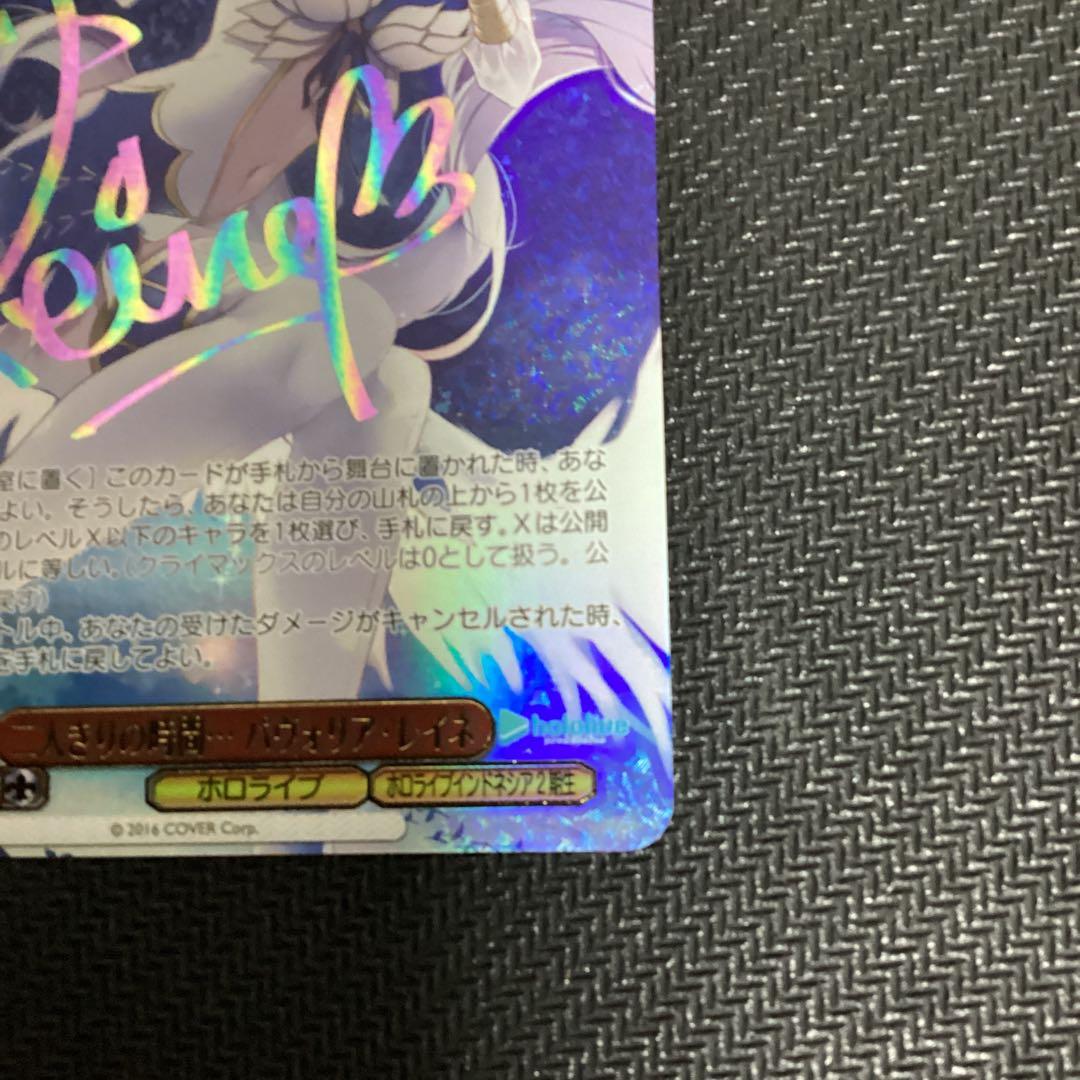 Reine
室に置く］このカードが手札から舞台に置かれた時、あな
よい。そうしたら、あなたは自分の山札の上から1枚を公
のレベルX以下のキャラを1枚選び、手札に戻す。Xは公開
ルに等しい。（クライマックスのレベルは0として扱う。公
戻す）
トル中、あなたの受けたダメージがキャンセルされた時、
を手札に戻してよい。
二人きりの時間… パヴォリア・レイネ
hololive
production
ホロライブ
ホロライブインドネシア2期生
© 2016 COVER Corp.